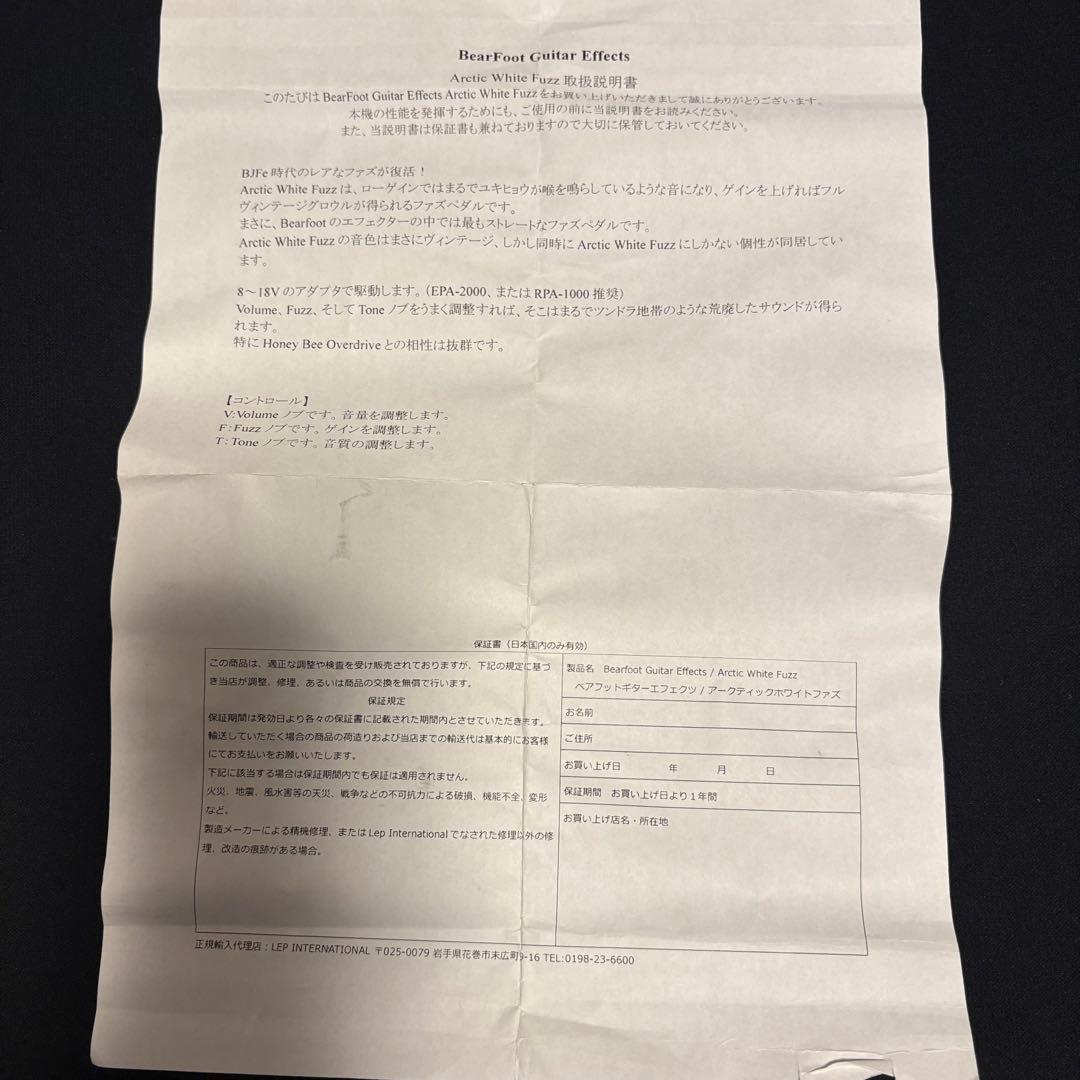 BearFoot Guitar Effects
Arctic White Fuzz 取扱説明書
このたびは BearFoot Guitar Effects Arctic White Fuzz をお買い上げいただきまして誠にありがとうございます。
本機の性能を発揮するためにも、ご使用の前に当説明書をお読みください。
また、当説明書は保証書も兼ねておりますので大切に保管しておいてください。
BJFe 時代のレアなファズが復活！
Arctic White Fuzz は、ローゲインではまるでユキヒョウが喉を鳴らしているような音になり、ゲインを上げればフル
ヴィンテージグロウルが得られるファズペダルです。
まさに、Bearfoot のエフェクターの中では最もストレートなファズペダルです。
Arctic White Fuzz の音色はまさにヴィンテージ、しかし同時に Arctic White Fuzz にしかない個性が同居してい
ます。
8～18V のアダプタで駆動します。（EPA-2000、または RPA-1000 推奨）
Volume、Fuzz、そして Tone ノブをうまく調整すれば、そこはまるでツンドラ地帯のような荒廃したサウンドが得ら
れます。
特に Honey Bee Overdrive との相性は抜群です。
【コントロール】
V:Volume ノブです。音量を調整します。
F:Fuzz ノブです。ゲインを調整します。
T:Tone ノブです。音質の調整します。
保証書（日本国内のみ有効）
この商品は、適正な調整や検査を受け販売されておりますが、下記の規定に基づ
き当店が調整、修理、あるいは商品の交換を無償で行います。
保証規定
保証期間は発効日より各々の保証書に記載された期間内とさせていただきます。
輸送していただく場合の商品の荷造りおよび当店までの輸送代は基本的にお客様
にてお支払いをお願いいたします。
下記に該当する場合は保証期間内でも保証は適用されません。
火災、地震、風水害等の天災、戦争などの不可抗力による破損、機能不全、変形
など。
製造メーカーによる精機修理、または Lep International でなされた修理以外の修
理、改造の痕跡がある場合。
製品名 Bearfoot Guitar Effects / Arctic White Fuzz
ベアフットギターエフェクツ / アークティックホワイトファズ
お名前
ご住所
お買い上げ日 年 月 日
保証期間 お買い上げ日より１年間
お買い上げ店名・所在地
正規輸入代理店：LEP INTERNATIONAL 〒025-0079 岩手県花巻市末広町9-16 TEL:0198-23-6600